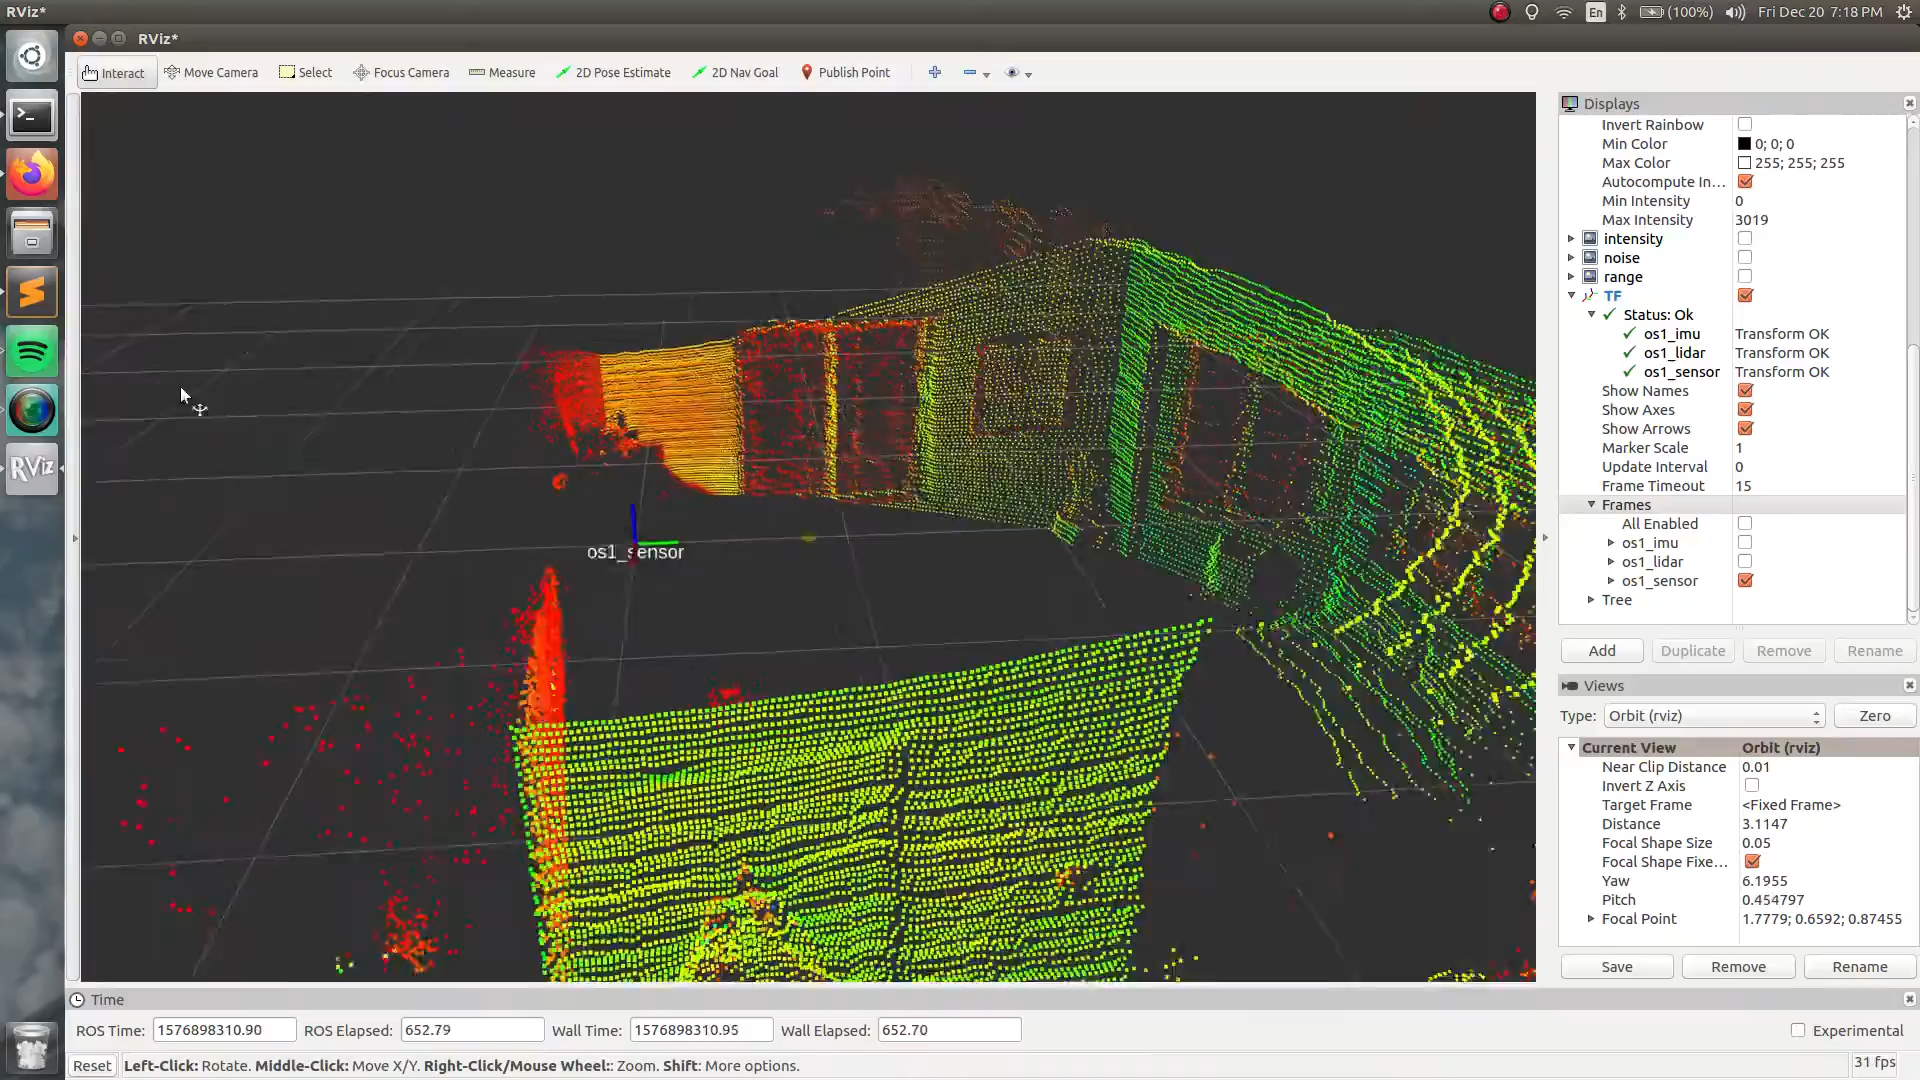 RViz*
En
(100%)
Fri Dec 20 7:18 PM
RViz*
Interact
Move Camera
Select
Focus Camera
Measure
2D Pose Estimate
2D Nav Goal
Publish Point
os1_sensor
RViz
Displays
Invert Rainbow
Min Color 0; 0; 0
Max Color 255; 255; 255
Autocompute In...
Min Intensity 0
Max Intensity 3019
intensity
noise
range
TF
Status: Ok
os1_imu Transform OK
os1_lidar Transform OK
os1_sensor Transform OK
Show Names
Show Axes
Show Arrows
Marker Scale 1
Update Interval 0
Frame Timeout 15
Frames
All Enabled
os1_imu
os1_lidar
os1_sensor
Tree
Add Duplicate Remove Rename
Views
Type: Orbit (rviz) Zero
Current View Orbit (rviz)
Near Clip Distance 0.01
Invert Z Axis
Target Frame <Fixed Frame>
Distance 3.1147
Focal Shape Size 0.05
Focal Shape Fixe...
Yaw 6.1955
Pitch 0.454797
Focal Point 1.7779; 0.6592; 0.87455
Save Remove Rename
Time
ROS Time: 1576898310.90 ROS Elapsed: 652.79 Wall Time: 1576898310.95 Wall Elapsed: 652.70 Experimental
Reset Left-Click: Rotate. Middle-Click: Move X/Y. Right-Click/Mouse Wheel:: Zoom. Shift: More options. 31 fps